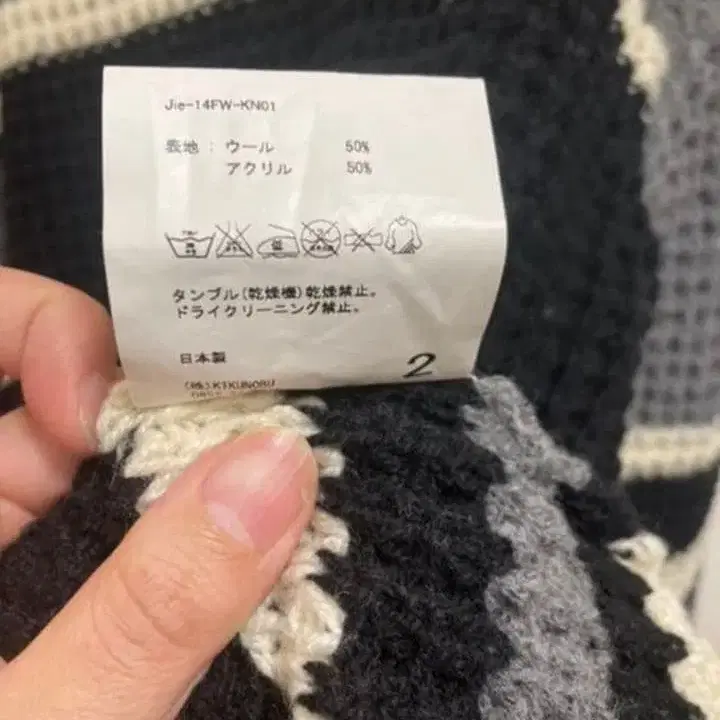 Jie-14FW-KN01
表地 : ウール 50%
アクリル 50%
タンブル(乾燥機)乾燥禁止。
ドライクリーニング禁止。
日本製
2
(株)KIKUNOBU